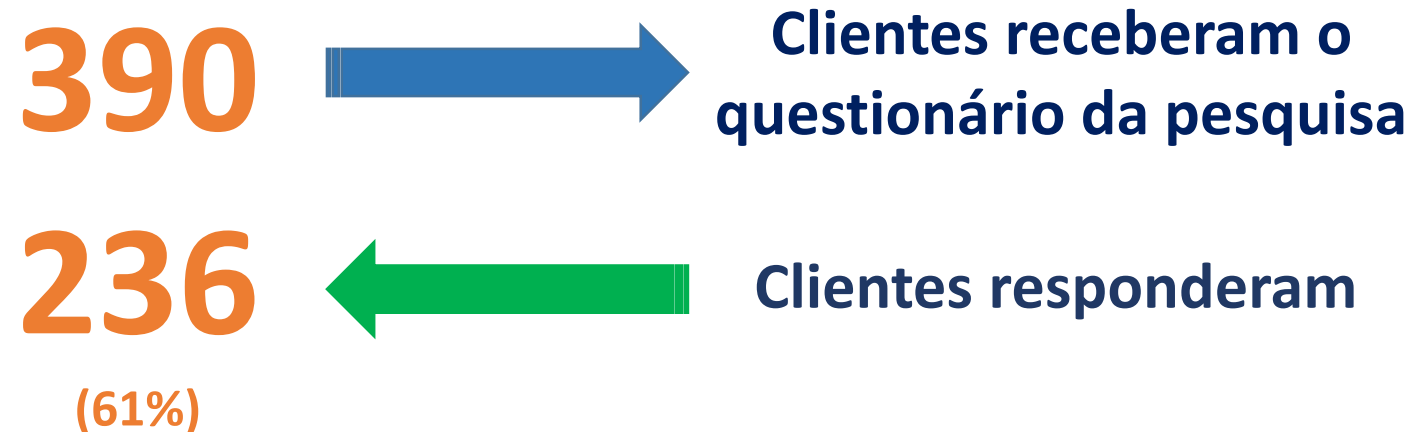 390
Clientes receberam o
questionário da pesquisa
236
Clientes responderam
(61%)